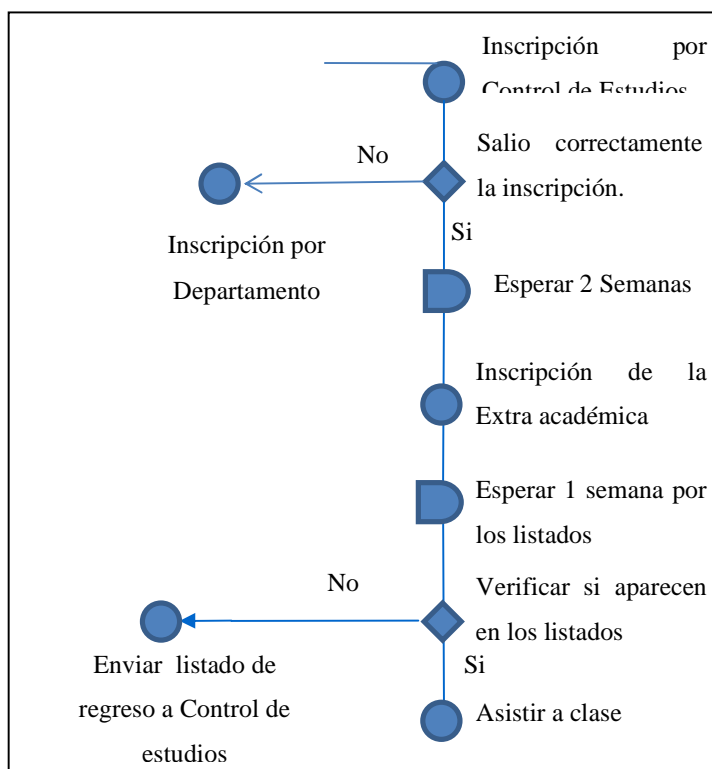 Inscripción por
Control de Estudios
No
Salio correctamente
la inscripción.
Inscripción por
Departamento
Si
Esperar 2 Semanas
Inscripción de la
Extra académica
Esperar 1 semana por
los listados
No
Verificar si aparecen
en los listados
Enviar listado de
regreso a Control de
estudios
Si
Asistir a clase